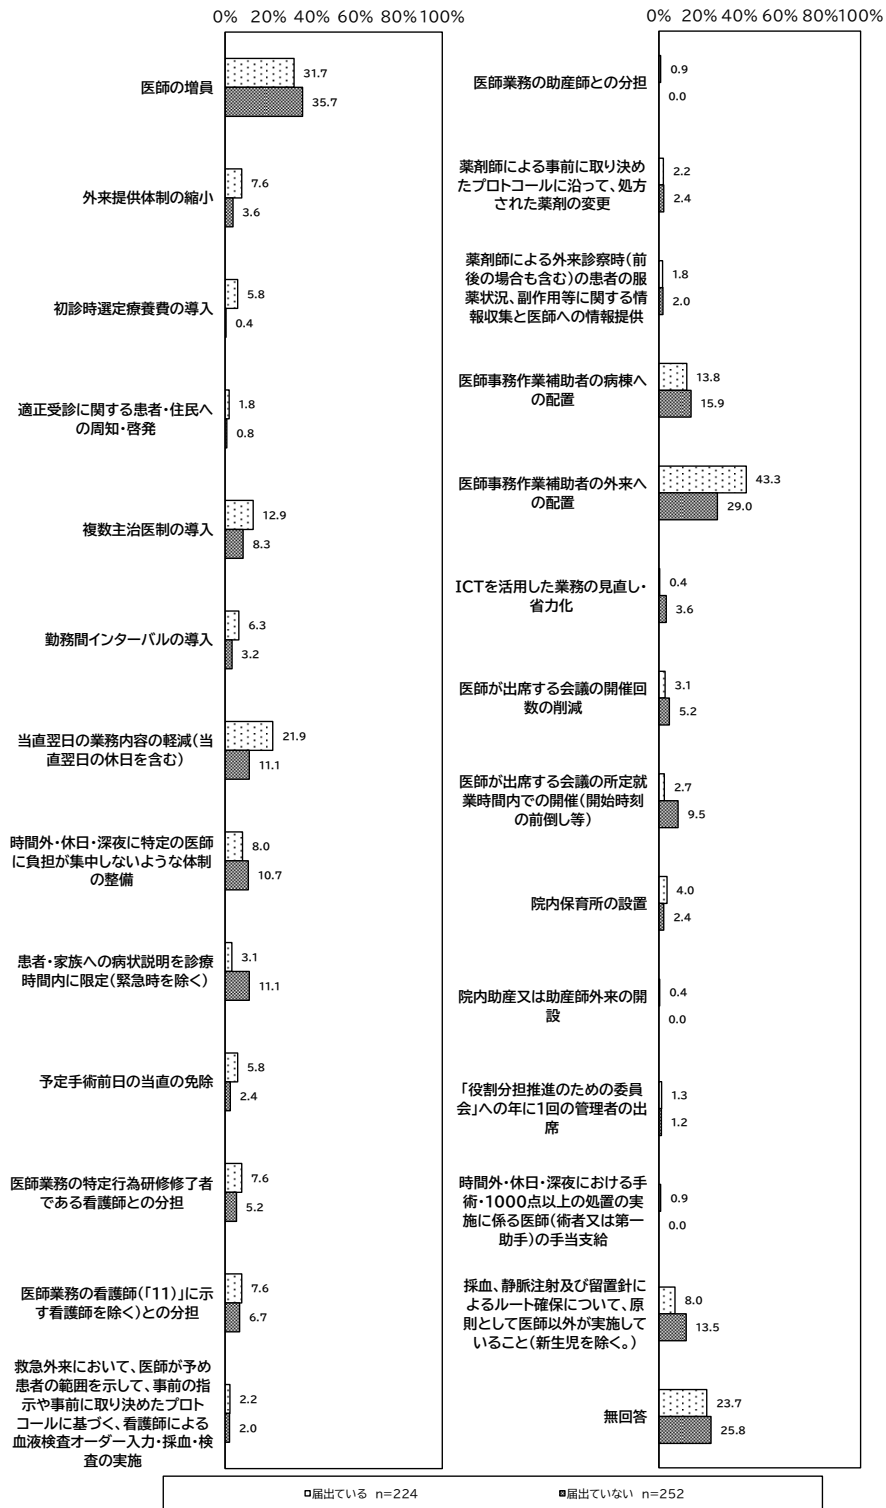 0% 20% 40% 60% 80%100%
医師の増員
31.7
35.7
外来提供体制の縮小
7.6
3.6
初診時選定療養費の導入
5.8
0.4
適正受診に関する患者・住民へ
の周知・啓発
1.8
0.8
複数主治医制の導入
12.9
8.3
勤務間インターバルの導入
6.3
3.2
当直翌日の業務内容の軽減(当
直翌日の休日を含む)
21.9
11.1
時間外・休日・深夜に特定の医師
に負担が集中しないような体制
の整備
8.0
10.7
患者・家族への病状説明を診療
時間内に限定(緊急時を除く)
3.1
11.1
予定手術前日の当直の免除
5.8
2.4
医師業務の特定行為研修修了者
である看護師との分担
7.6
5.2
医師業務の看護師(「11)」に示
す看護師を除く)との分担
7.6
6.7
救急外来において、医師が予め
患者の範囲を示して、事前の指
示や事前に取り決めたプロト
コールに基づく、看護師による
血液検査オーダー入力・採血・検
査の実施
2.2
2.0
0% 20% 40% 60% 80%100%
医師業務の助産師との分担
0.9
0.0
薬剤師による事前に取り決め
たプロトコールに沿って、処方
された薬剤の変更
2.2
2.4
薬剤師による外来診察時(前
後の場合も含む)の患者の服
薬状況、副作用等に関する情
報収集と医師への情報提供
1.8
2.0
医師事務作業補助者の病棟へ
の配置
13.8
15.9
医師事務作業補助者の外来へ
の配置
43.3
29.0
ICTを活用した業務の見直し・
省力化
0.4
3.6
医師が出席する会議の開催回
数の削減
3.1
5.2
医師が出席する会議の所定就
業時間内での開催(開始時刻
の前倒し等)
2.7
9.5
院内保育所の設置
4.0
2.4
院内助産又は助産師外来の開
設
0.4
0.0
「役割分担推進のための委員
会」への年に1回の管理者の出
席
1.3
1.2
時間外・休日・深夜における手
術・1000点以上の処置の実
施に係る医師(術者又は第一
助手)の手当支給
0.9
0.0
採血、静脈注射及び留置針に
よるルート確保について、原
則として医師以外が実施して
いること(新生児を除く。)
8.0
13.5
無回答
23.7
25.8
届出ている n=224
届出ていない n=252